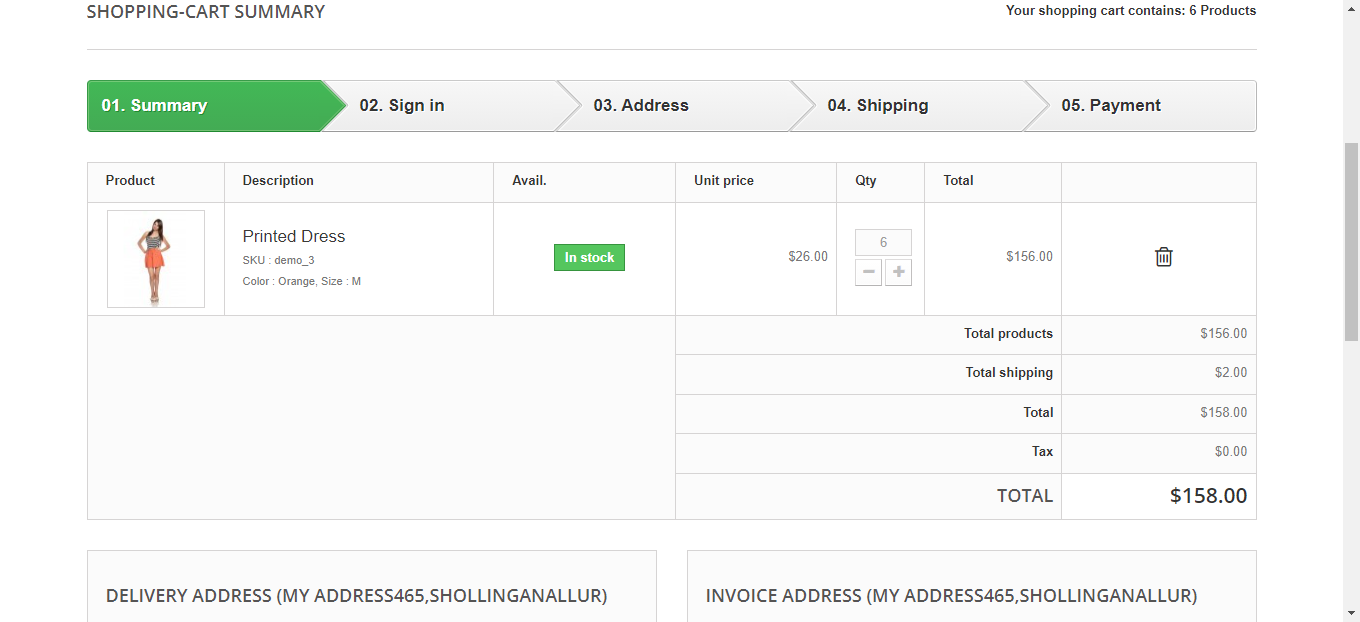 SHOPPING-CART SUMMARY
Your shopping cart contains: 6 Products
01. Summary
02. Sign in
03. Address
04. Shipping
05. Payment
Product
Description
Avail.
Unit price
Qty
Total
Printed Dress
SKU : demo_3
Color : Orange, Size : M
In stock
$26.00
6
$156.00
Total products
$156.00
Total shipping
$2.00
Total
$158.00
Tax
$0.00
TOTAL
$158.00
DELIVERY ADDRESS (MY ADDRESS465,SHOLLINGANALLUR)
INVOICE ADDRESS (MY ADDRESS465,SHOLLINGANALLUR)